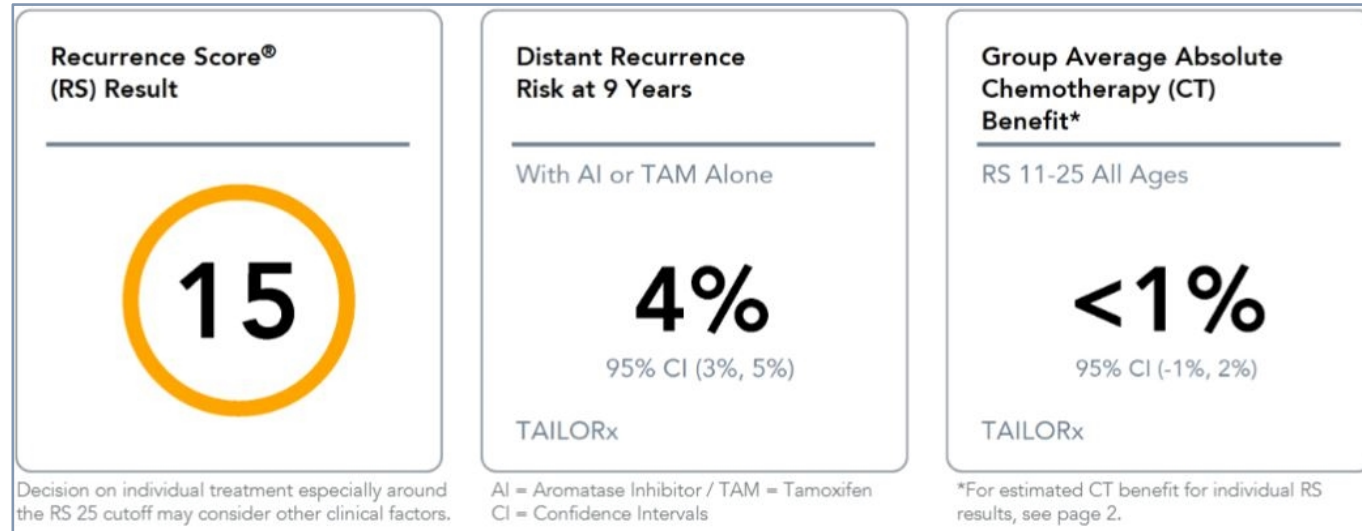 Recurrence Score®
(RS) Result
15
Decision on individual treatment especially around
the RS 25 cutoff may consider other clinical factors.
Distant Recurrence
Risk at 9 Years
With AI or TAM Alone
4%
95% CI (3%, 5%)
TAILORx
AI = Aromatase Inhibitor / TAM = Tamoxifen
CI = Confidence Intervals
Group Average Absolute
Chemotherapy (CT)
Benefit*
RS 11-25 All Ages
<1%
95% CI (-1%, 2%)
TAILORx
*For estimated CT benefit for individual RS
results, see page 2.